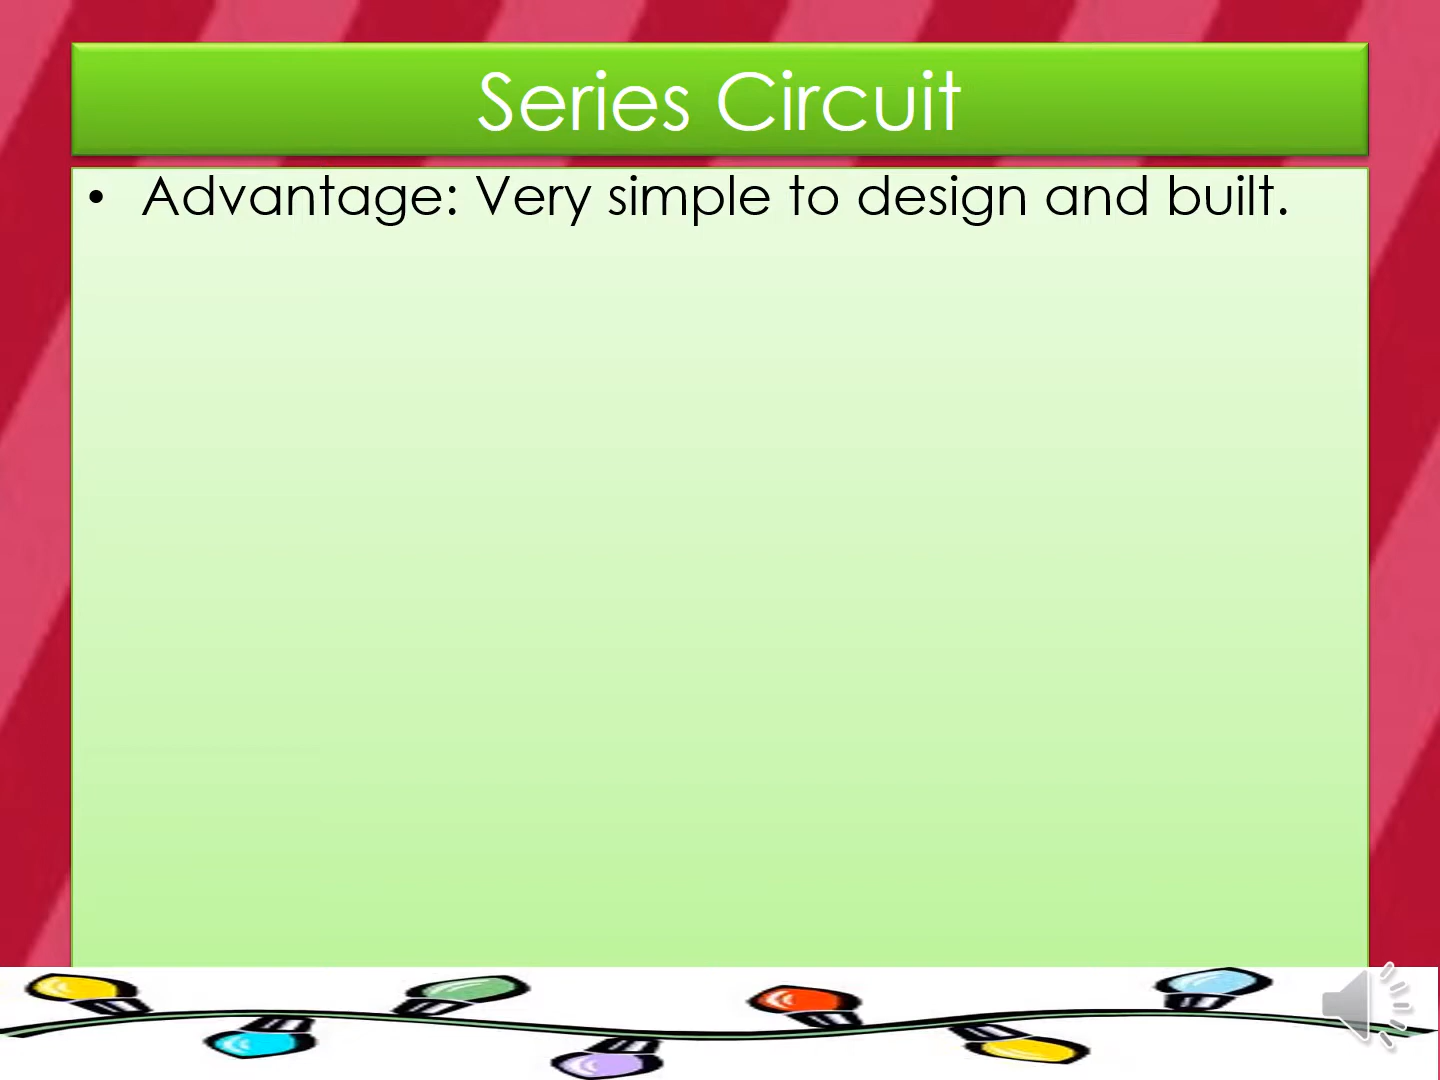 Series Circuit
• Advantage: Very simple to design and built.